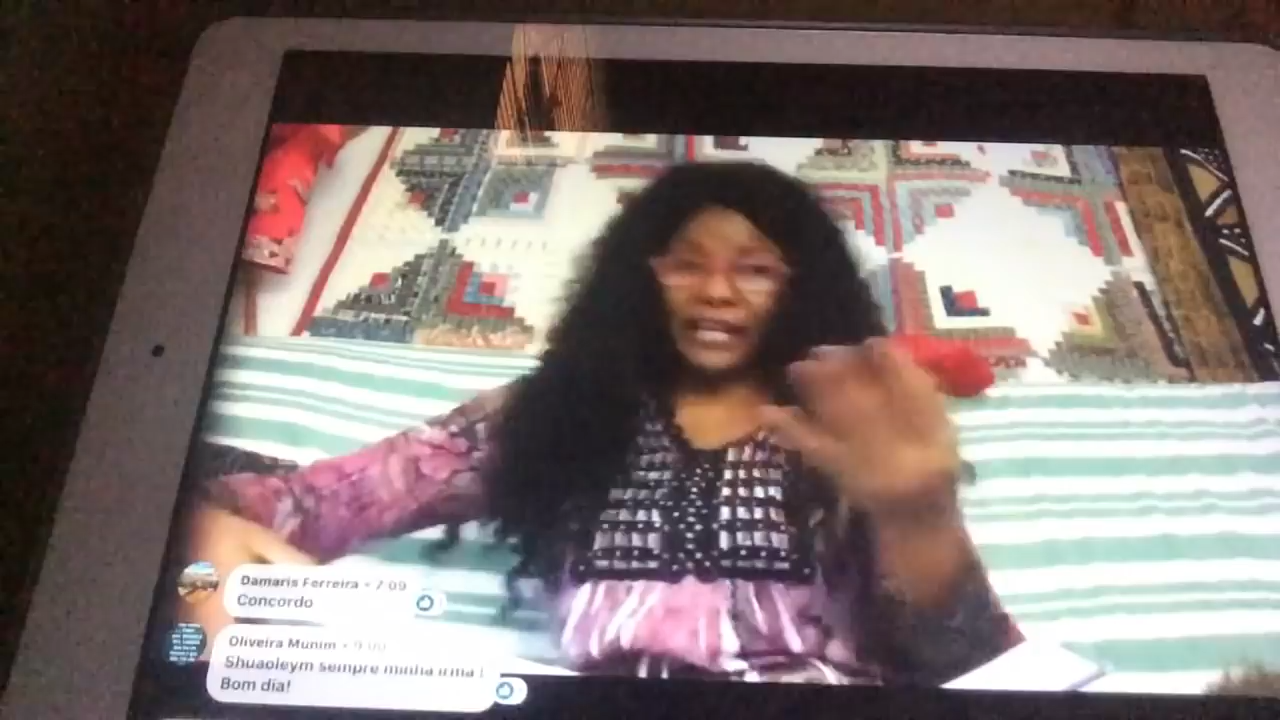 Damaris Ferreira • 7:09
Concordo
Oliveira Munim • 9:00
Shuaoleym sempre minha irmã !
Bom dia!